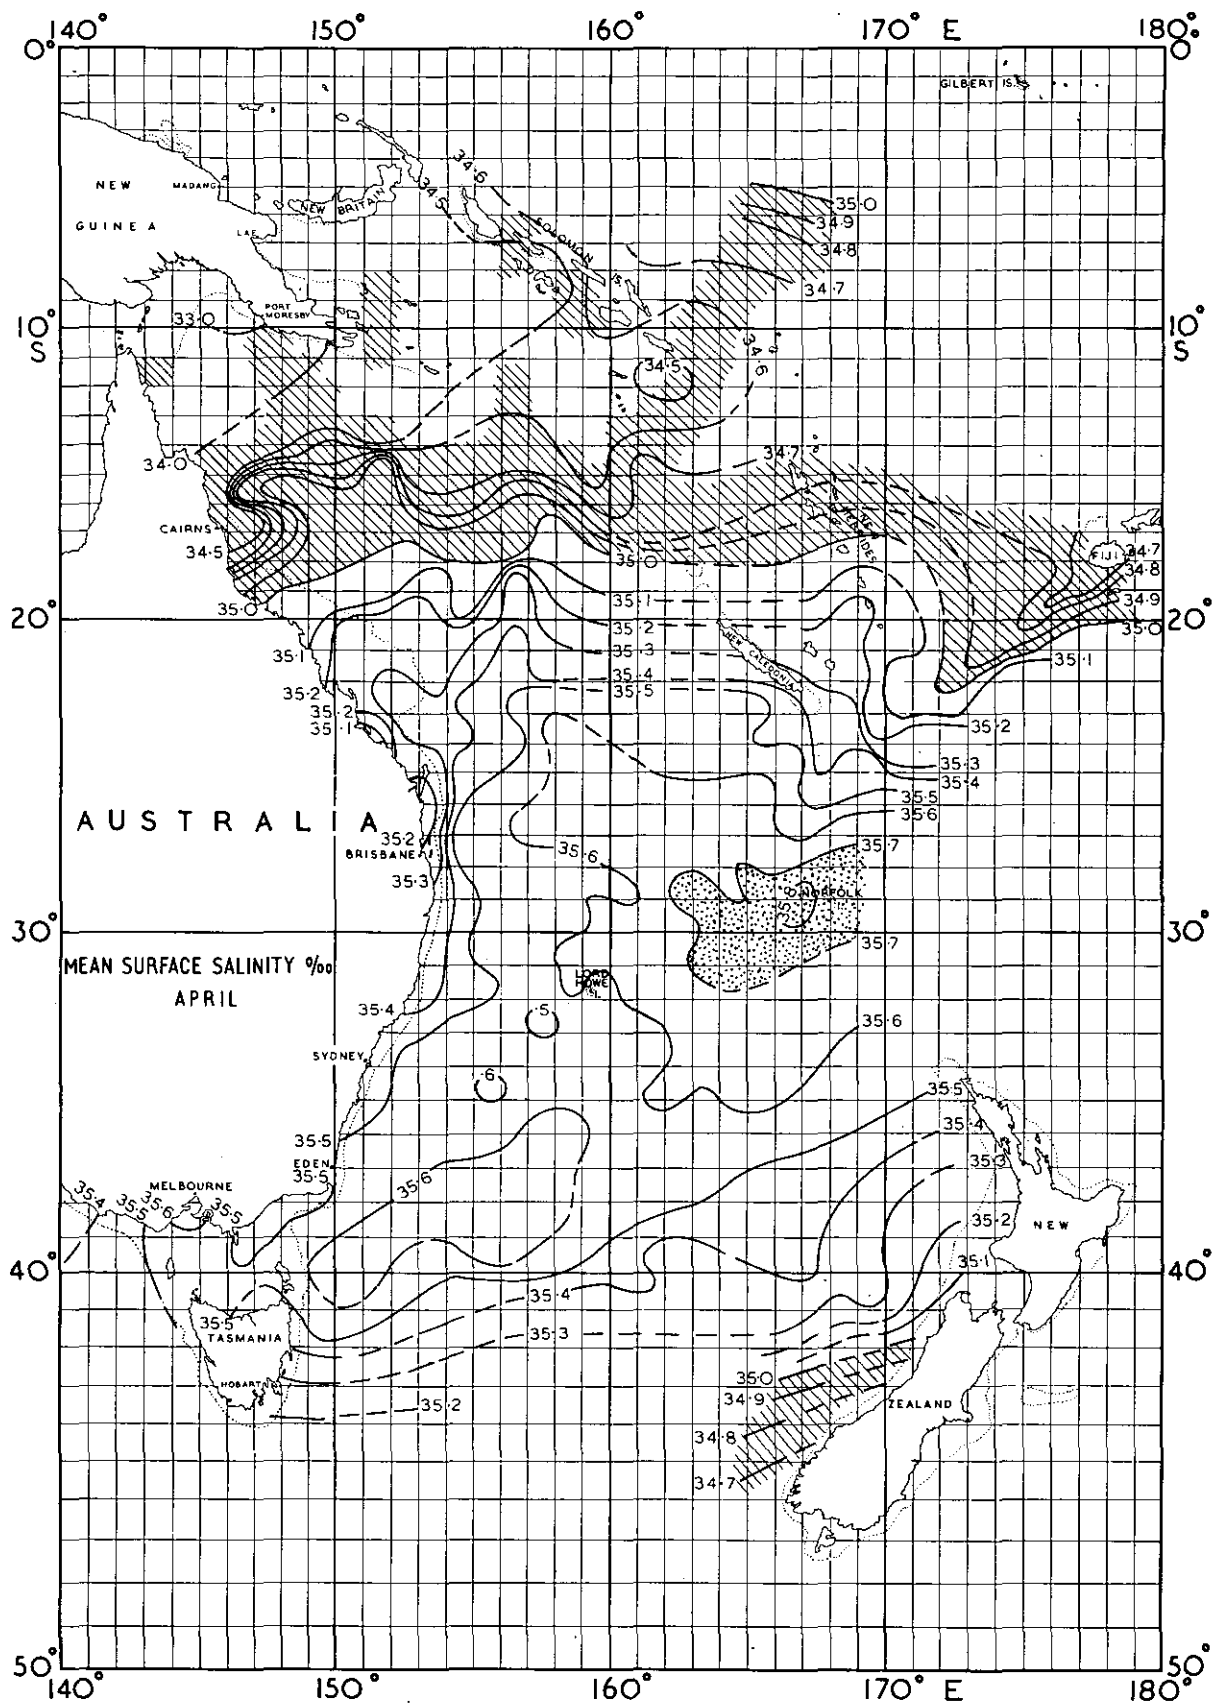 140° 150° 160° 170° E 180°
0° 0°
GILBERT IS.
34·6
NEW MADANG
34·5
NEW BRITAIN
35·0
GUINEA
34·9
LAE
SOLOMON IS.
34·8
34·7
PORT MORESBY
33·0
10° 10°
S S
34·6
34·5
34·7
34·0
NEW HEBRIDES
CAIRNS
34·5
FIJI
34·7
35·0
34·8
35·1
34·9
35·0
20° 20°
35·0
35·2
35·1
35·3
35·1
NEW CALEDONIA
35·4
35·2
35·5
35·2
35·2
35·1
35·3
35·4
35·5
35·6
AUSTRALIA
35·2
35·7
BRISBANE
35·6
35·3
NORFOLK I.
35·8
30° 30°
35·7
MEAN SURFACE SALINITY ‰
APRIL
LORD HOWE I.
35·4
·5
35·6
SYDNEY
·6
35·5
35·5
35·4
EDEN
35·3
35·5
MELBOURNE
35·6
35·4
35·5
35·6
35·5
35·2
NEW
35·1
40° 40°
35·4
35·5
35·3
TASMANIA
35·0
HOBART
34·9
35·2
ZEALAND
34·8
34·7
50° 50°
140° 150° 160° 170° E 180°